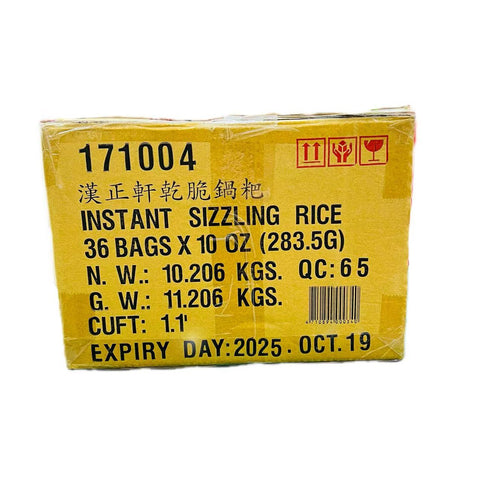 171004
漢正軒乾脆鍋粑
INSTANT SIZZLING RICE
36 BAGS X 10 OZ (283.5G)
N. W.: 10.206 KGS. QC:65
G. W.: 11.206 KGS.
CUFT: 1.1'
4710894000340
EXPIRY DAY:2025. OCT.19